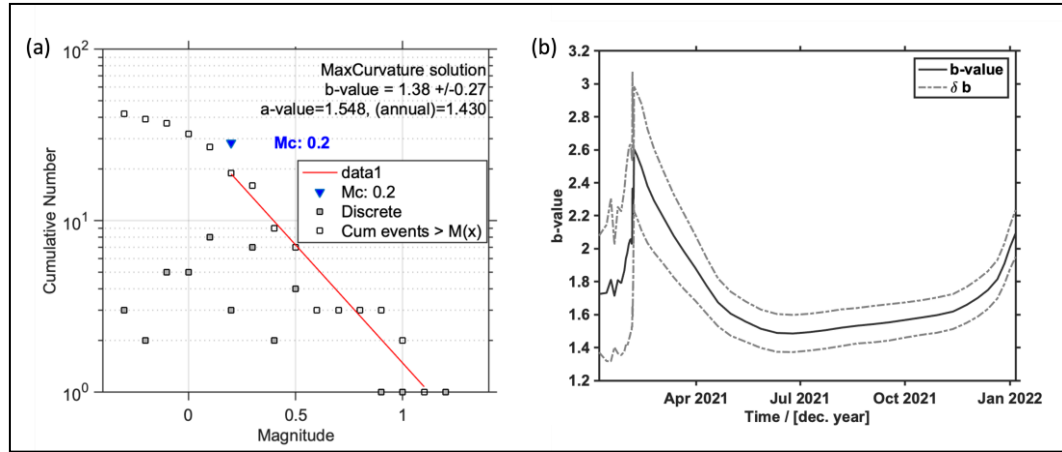 (a)
10²
10¹
10⁰
Cumulative Number
MaxCurvature solution
b-value = 1.38 +/-0.27
a-value=1.548, (annual)=1.430
Mc: 0.2
data1
Mc: 0.2
Discrete
Cum events > M(x)
0
0.5
1
Magnitude
(b)
3.2
3
2.8
2.6
2.4
2.2
2
1.8
1.6
1.4
1.2
b-value
b-value
δ b
Apr 2021
Jul 2021
Oct 2021
Jan 2022
Time / [dec. year]